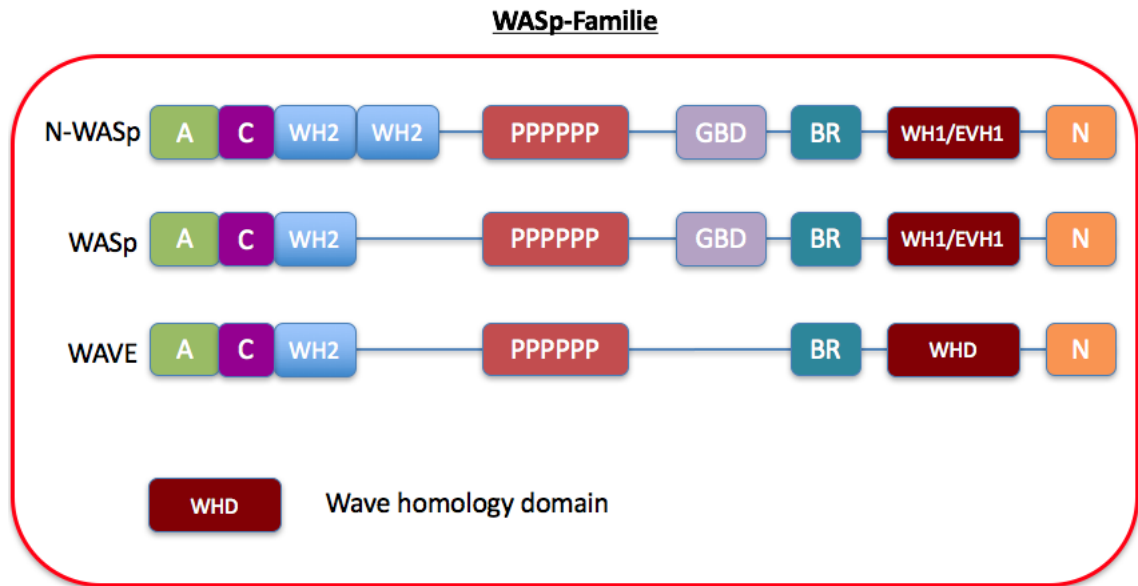 WASp-Familie
N-WASp A C WH2 WH2 PPPPPP GBD BR WH1/EVH1 N
WASp A C WH2 PPPPPP GBD BR WH1/EVH1 N
WAVE A C WH2 PPPPPP BR WHD N
WHD Wave homology domain